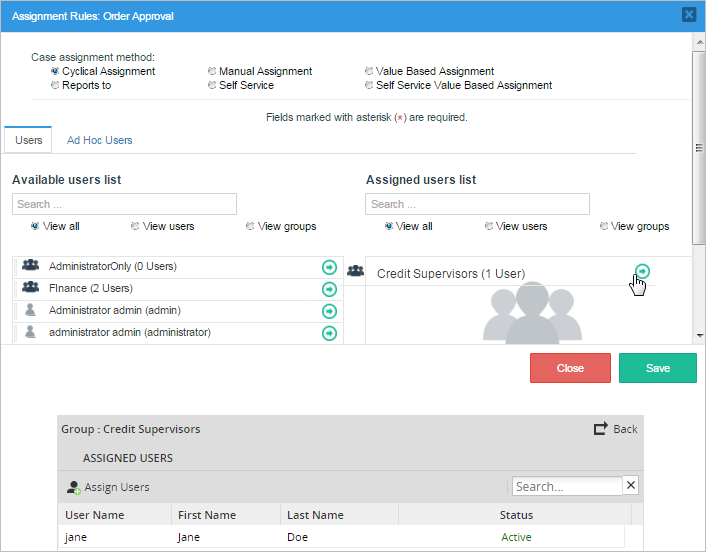 Assignment Rules: Order Approval
Case assignment method:
Cyclical Assignment Manual Assignment Value Based Assignment
Reports to Self Service Self Service Value Based Assignment
Fields marked with asterisk (*) are required.
Users Ad Hoc Users
Available users list Assigned users list
Search ... Search ...
View all View users View groups View all View users View groups
AdministratorOnly (0 Users)
Credit Supervisors (1 User)
FInance (2 Users)
Administrator admin (admin)
administrator admin (administrator)
Close Save
Group : Credit Supervisors Back
ASSIGNED USERS
Assign Users Search...
User Name First Name Last Name Status
jane Jane Doe Active